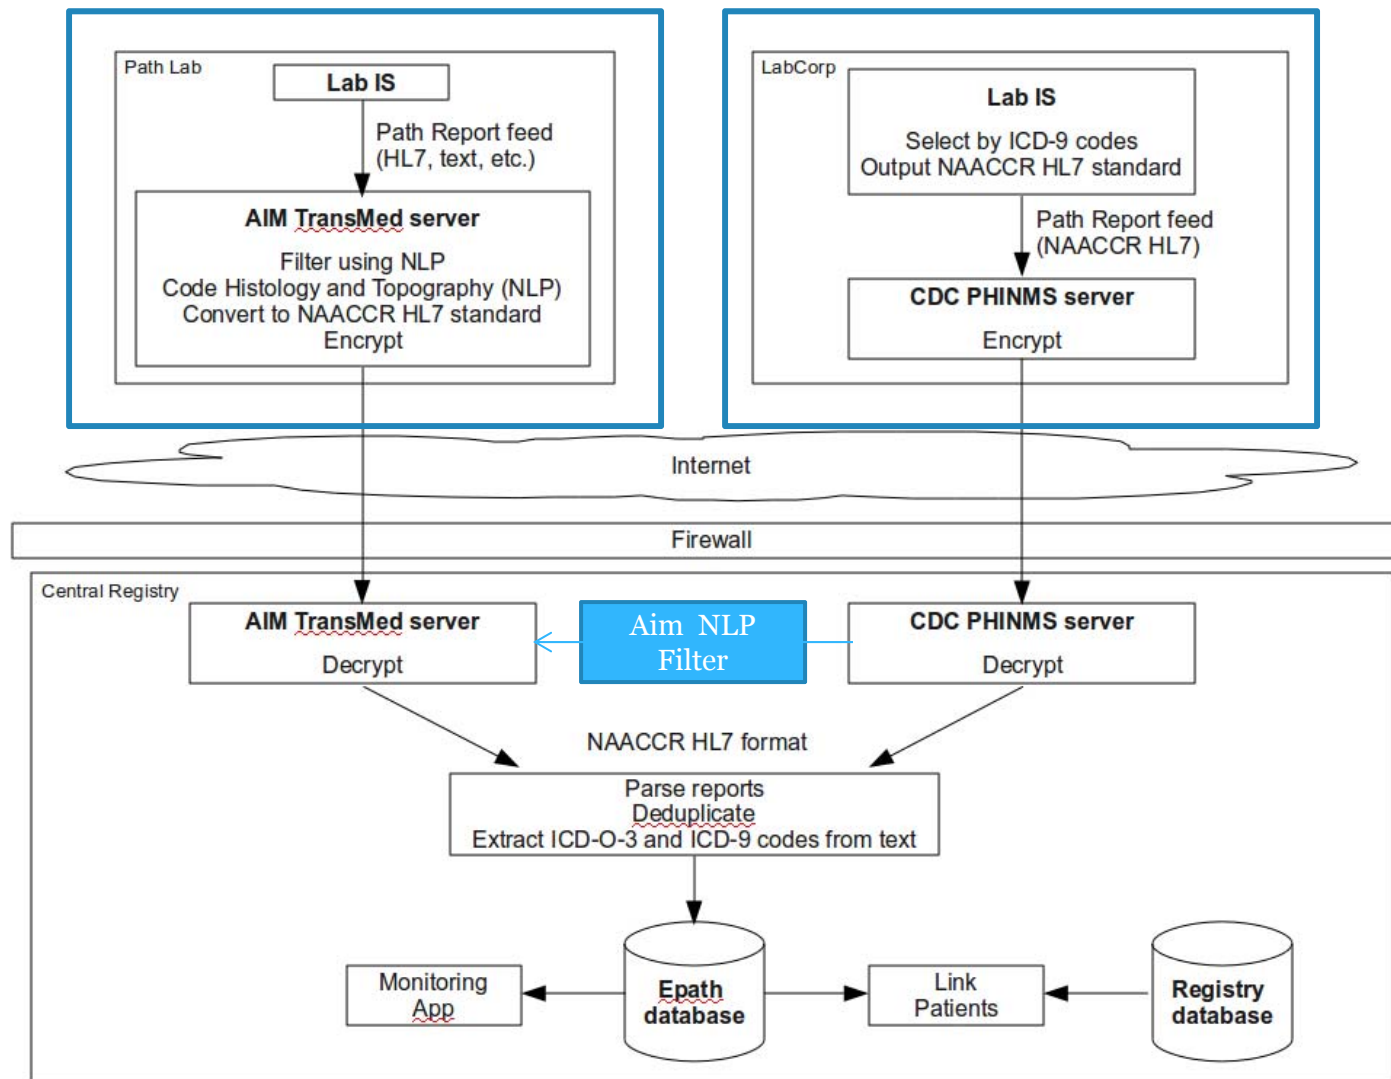 Path Lab
Lab IS
Path Report feed
(HL7, text, etc.)
AIM TransMed server
Filter using NLP
Code Histology and Topography (NLP)
Convert to NAACCR HL7 standard
Encrypt
LabCorp
Lab IS
Select by ICD-9 codes
Output NAACCR HL7 standard
Path Report feed
(NAACCR HL7)
CDC PHINMS server
Encrypt
Internet
Firewall
Central Registry
AIM TransMed server
Decrypt
Aim NLP
Filter
CDC PHINMS server
Decrypt
NAACCR HL7 format
Parse reports
Deduplicate
Extract ICD-O-3 and ICD-9 codes from text
Monitoring
App
Epath
database
Link
Patients
Registry
database